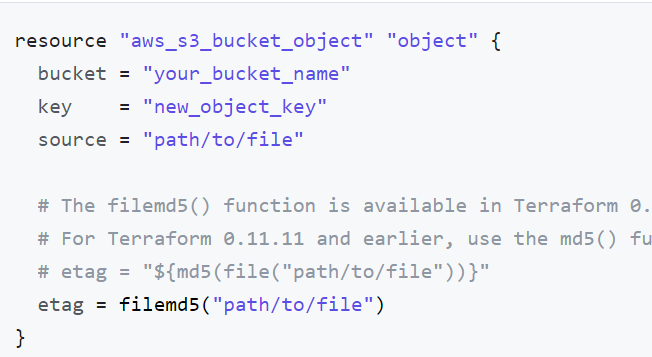 resource "aws_s3_bucket_object" "object" {
  bucket = "your_bucket_name"
  key    = "new_object_key"
  source = "path/to/file"

  # The filemd5() function is available in Terraform 0.
  # For Terraform 0.11.11 and earlier, use the md5() fu
  # etag = "${md5(file("path/to/file"))}"
  etag = filemd5("path/to/file")
}